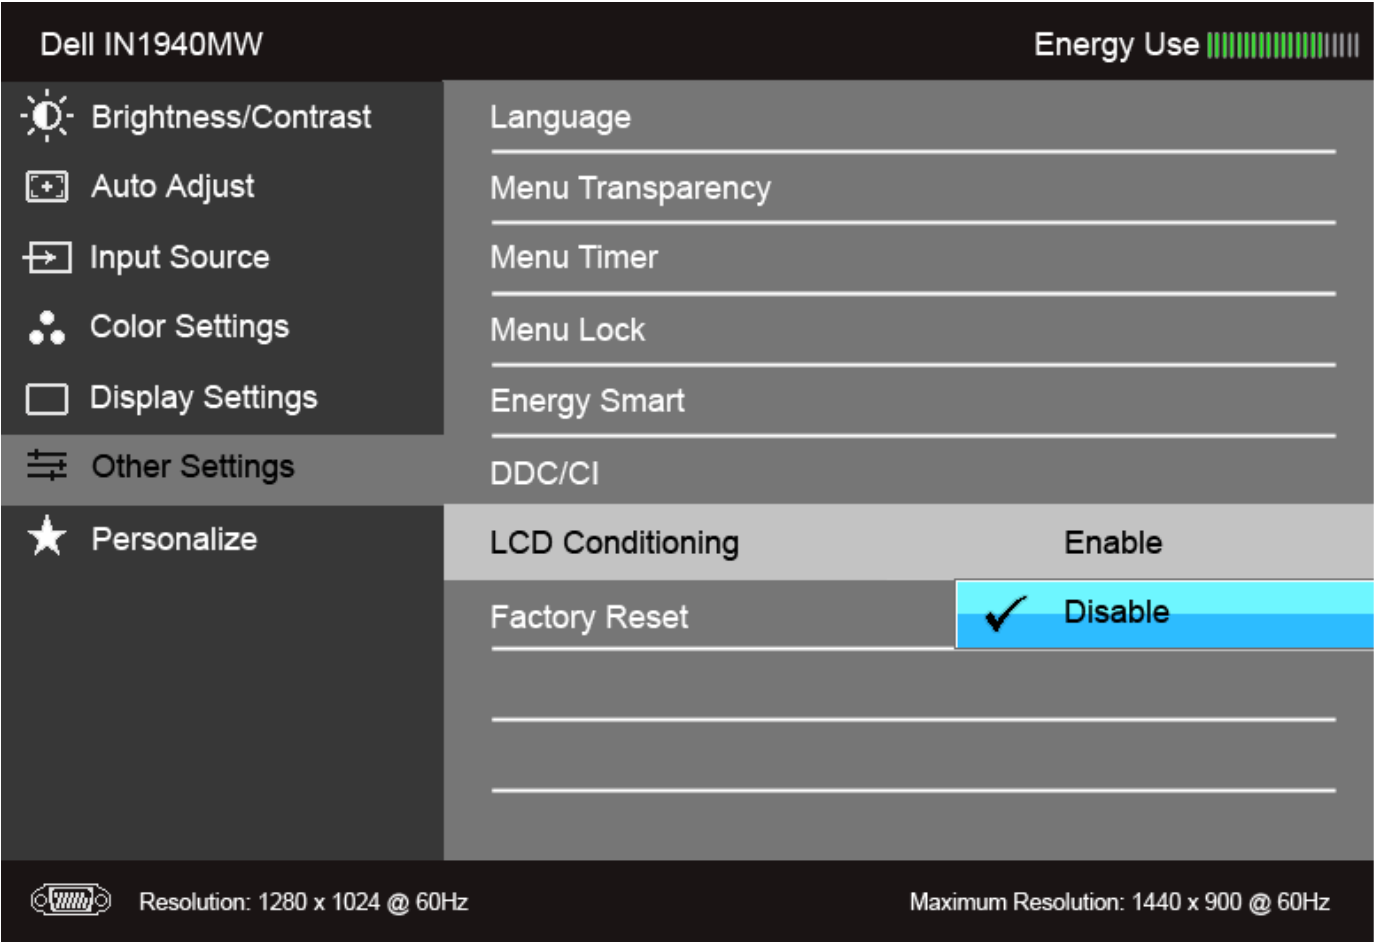 Dell IN1940MW
Energy Use
Brightness/Contrast
Auto Adjust
Input Source
Color Settings
Display Settings
Other Settings
Personalize
Language
Menu Transparency
Menu Timer
Menu Lock
Energy Smart
DDC/CI
LCD Conditioning
Enable
Factory Reset
Disable
Resolution: 1280 x 1024 @ 60Hz
Maximum Resolution: 1440 x 900 @ 60Hz